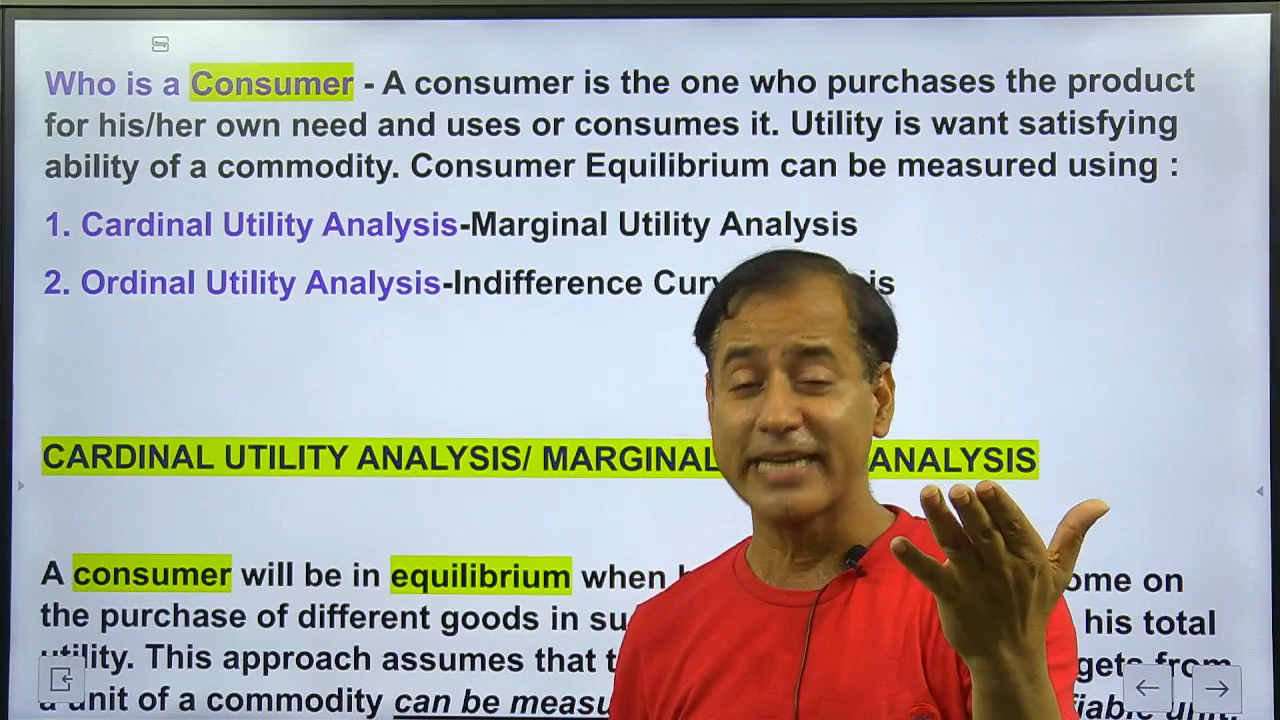 Who is a Consumer - A consumer is the one who purchases the product
for his/her own need and uses or consumes it. Utility is want satisfying
ability of a commodity. Consumer Equilibrium can be measured using :
1. Cardinal Utility Analysis-Marginal Utility Analysis
2. Ordinal Utility Analysis-Indifference
CARDINAL UTILITY ANALYSIS/ MARGINAL ANALYSIS
A consumer will be in equilibrium when on
the purchase of different goods in his total
utility. This approach assumes that gets from
a unit of a commodity can be